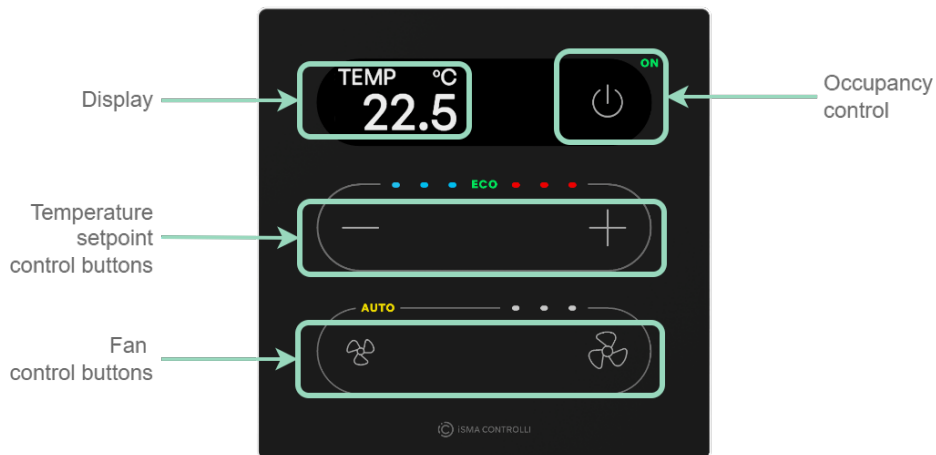 TEMP °C
22.5
ON
Display
Occupancy
control
ECO
Temperature
setpoint
control buttons
AUTO
Fan
control buttons
iSMA CONTROLLI